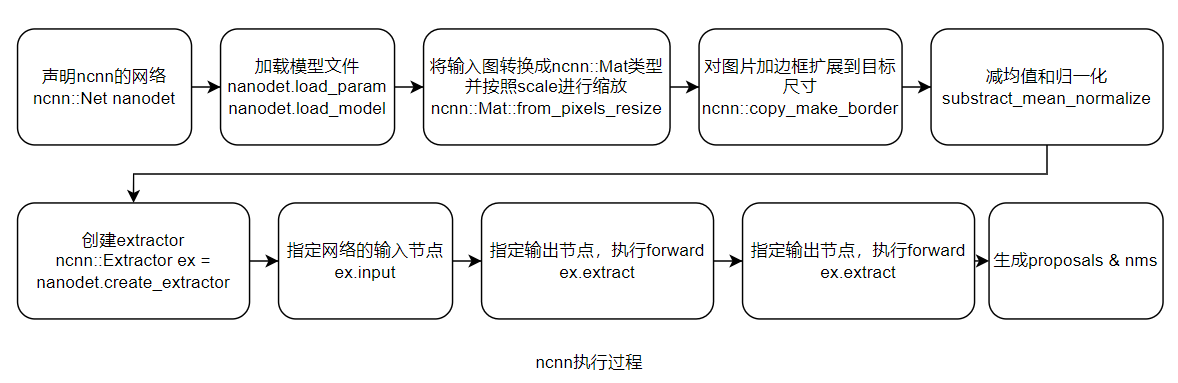 声明ncnn的网络
ncnn::Net nanodet
加载模型文件
nanodet.load_param
nanodet.load_model
将输入图转换成ncnn::Mat类型
并按照scale进行缩放
ncnn::Mat::from_pixels_resize
对图片加边框扩展到目标
尺寸
ncnn::copy_make_border
减均值和归一化
substract_mean_normalize
创建extractor
ncnn::Extractor ex =
nanodet.create_extractor
指定网络的输入节点
ex.input
指定输出节点，执行forward
ex.extract
指定输出节点，执行forward
ex.extract
生成proposals & nms
ncnn执行过程